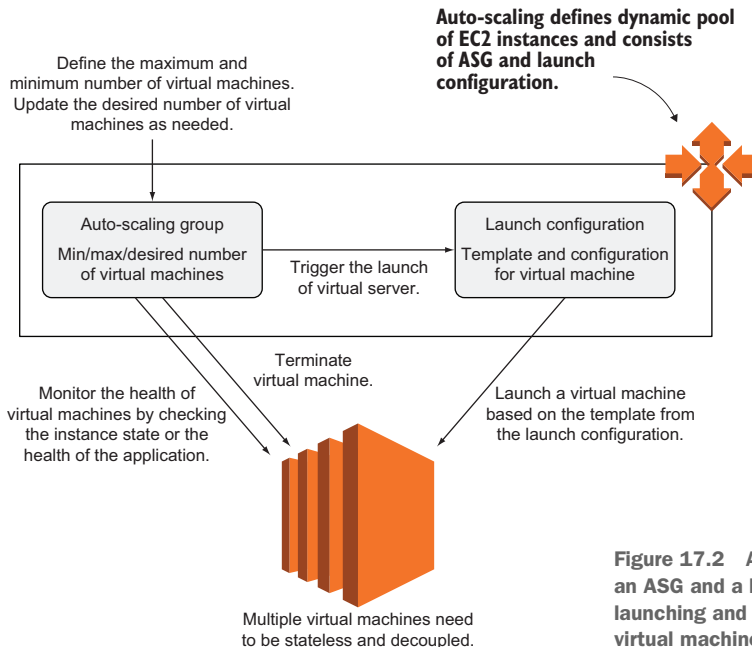 Auto-scaling defines dynamic pool
of EC2 instances and consists
of ASG and launch
configuration.
Define the maximum and
minimum number of virtual machines.
Update the desired number of virtual
machines as needed.
Auto-scaling group
Min/max/desired number
of virtual machines
Trigger the launch
of virtual server.
Launch configuration
Template and configuration
for virtual machine
Terminate
virtual machine.
Monitor the health of
virtual machines by checking
the instance state or the
health of the application.
Launch a virtual machine
based on the template from
the launch configuration.
Multiple virtual machines need
to be stateless and decoupled.
Figure 17.2 A
an ASG and a l
launching and
virtual machine